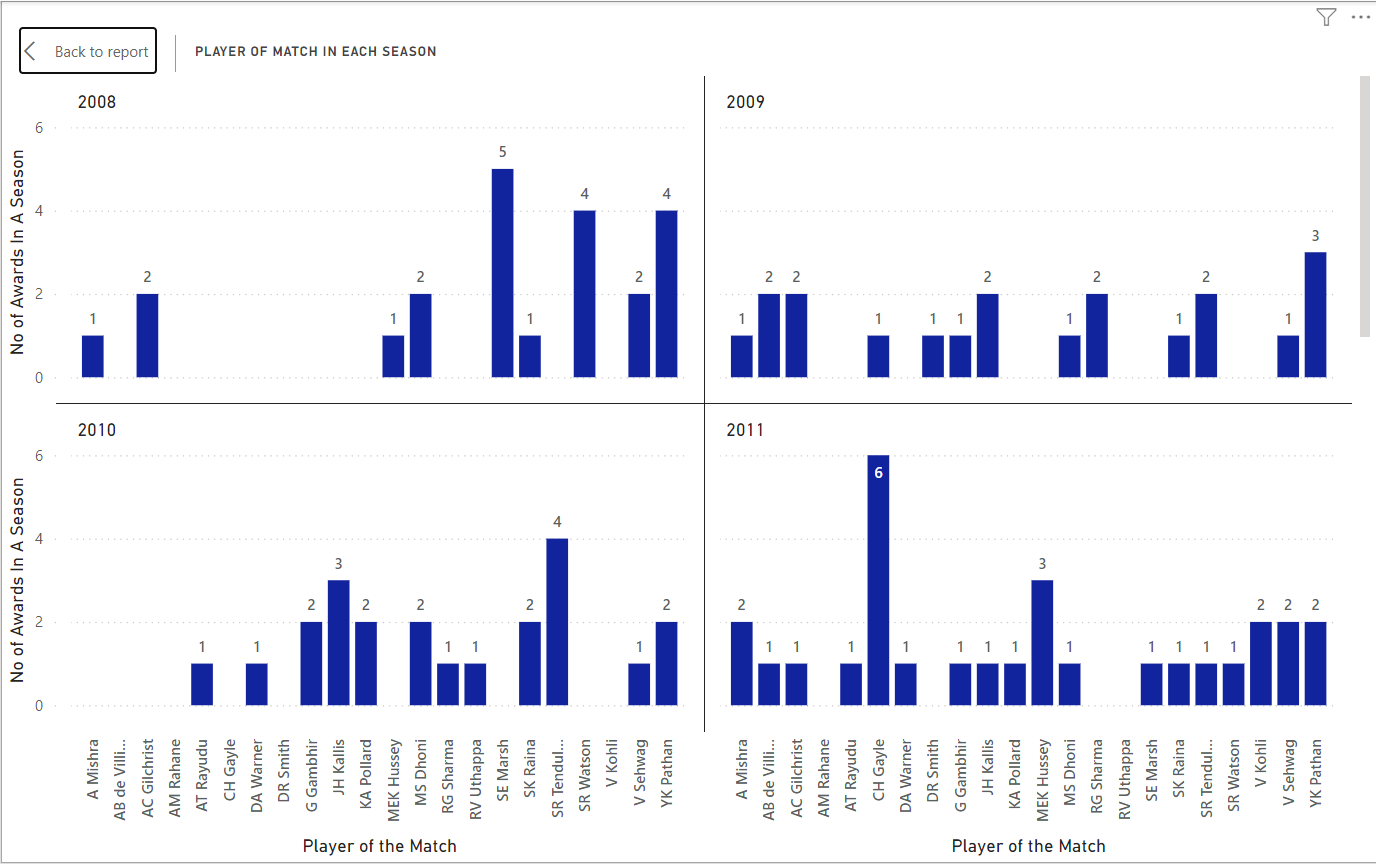 Back to report
PLAYER OF MATCH IN EACH SEASON
2008
No of Awards In A Season
6
4
2
0
1
2
1
2
5
1
4
2
4
2009
1
2
2
1
1
1
2
1
2
1
2
1
3
2010
No of Awards In A Season
6
4
2
0
1
1
2
3
2
2
1
1
2
4
1
2
A Mishra
AB de Villi...
AC Gilchrist
AM Rahane
AT Rayudu
CH Gayle
DA Warner
DR Smith
G Gambhir
JH Kallis
KA Pollard
MEK Hussey
MS Dhoni
RG Sharma
RV Uthappa
SE Marsh
SK Raina
SR Tendul...
SR Watson
V Kohli
V Sehwag
YK Pathan
Player of the Match
2011
2
1
1
1
6
1
1
1
1
3
1
1
1
1
1
2
2
2
A Mishra
AB de Villi...
AC Gilchrist
AM Rahane
AT Rayudu
CH Gayle
DA Warner
DR Smith
G Gambhir
JH Kallis
KA Pollard
MEK Hussey
MS Dhoni
RG Sharma
RV Uthappa
SE Marsh
SK Raina
SR Tendul...
SR Watson
V Kohli
V Sehwag
YK Pathan
Player of the Match